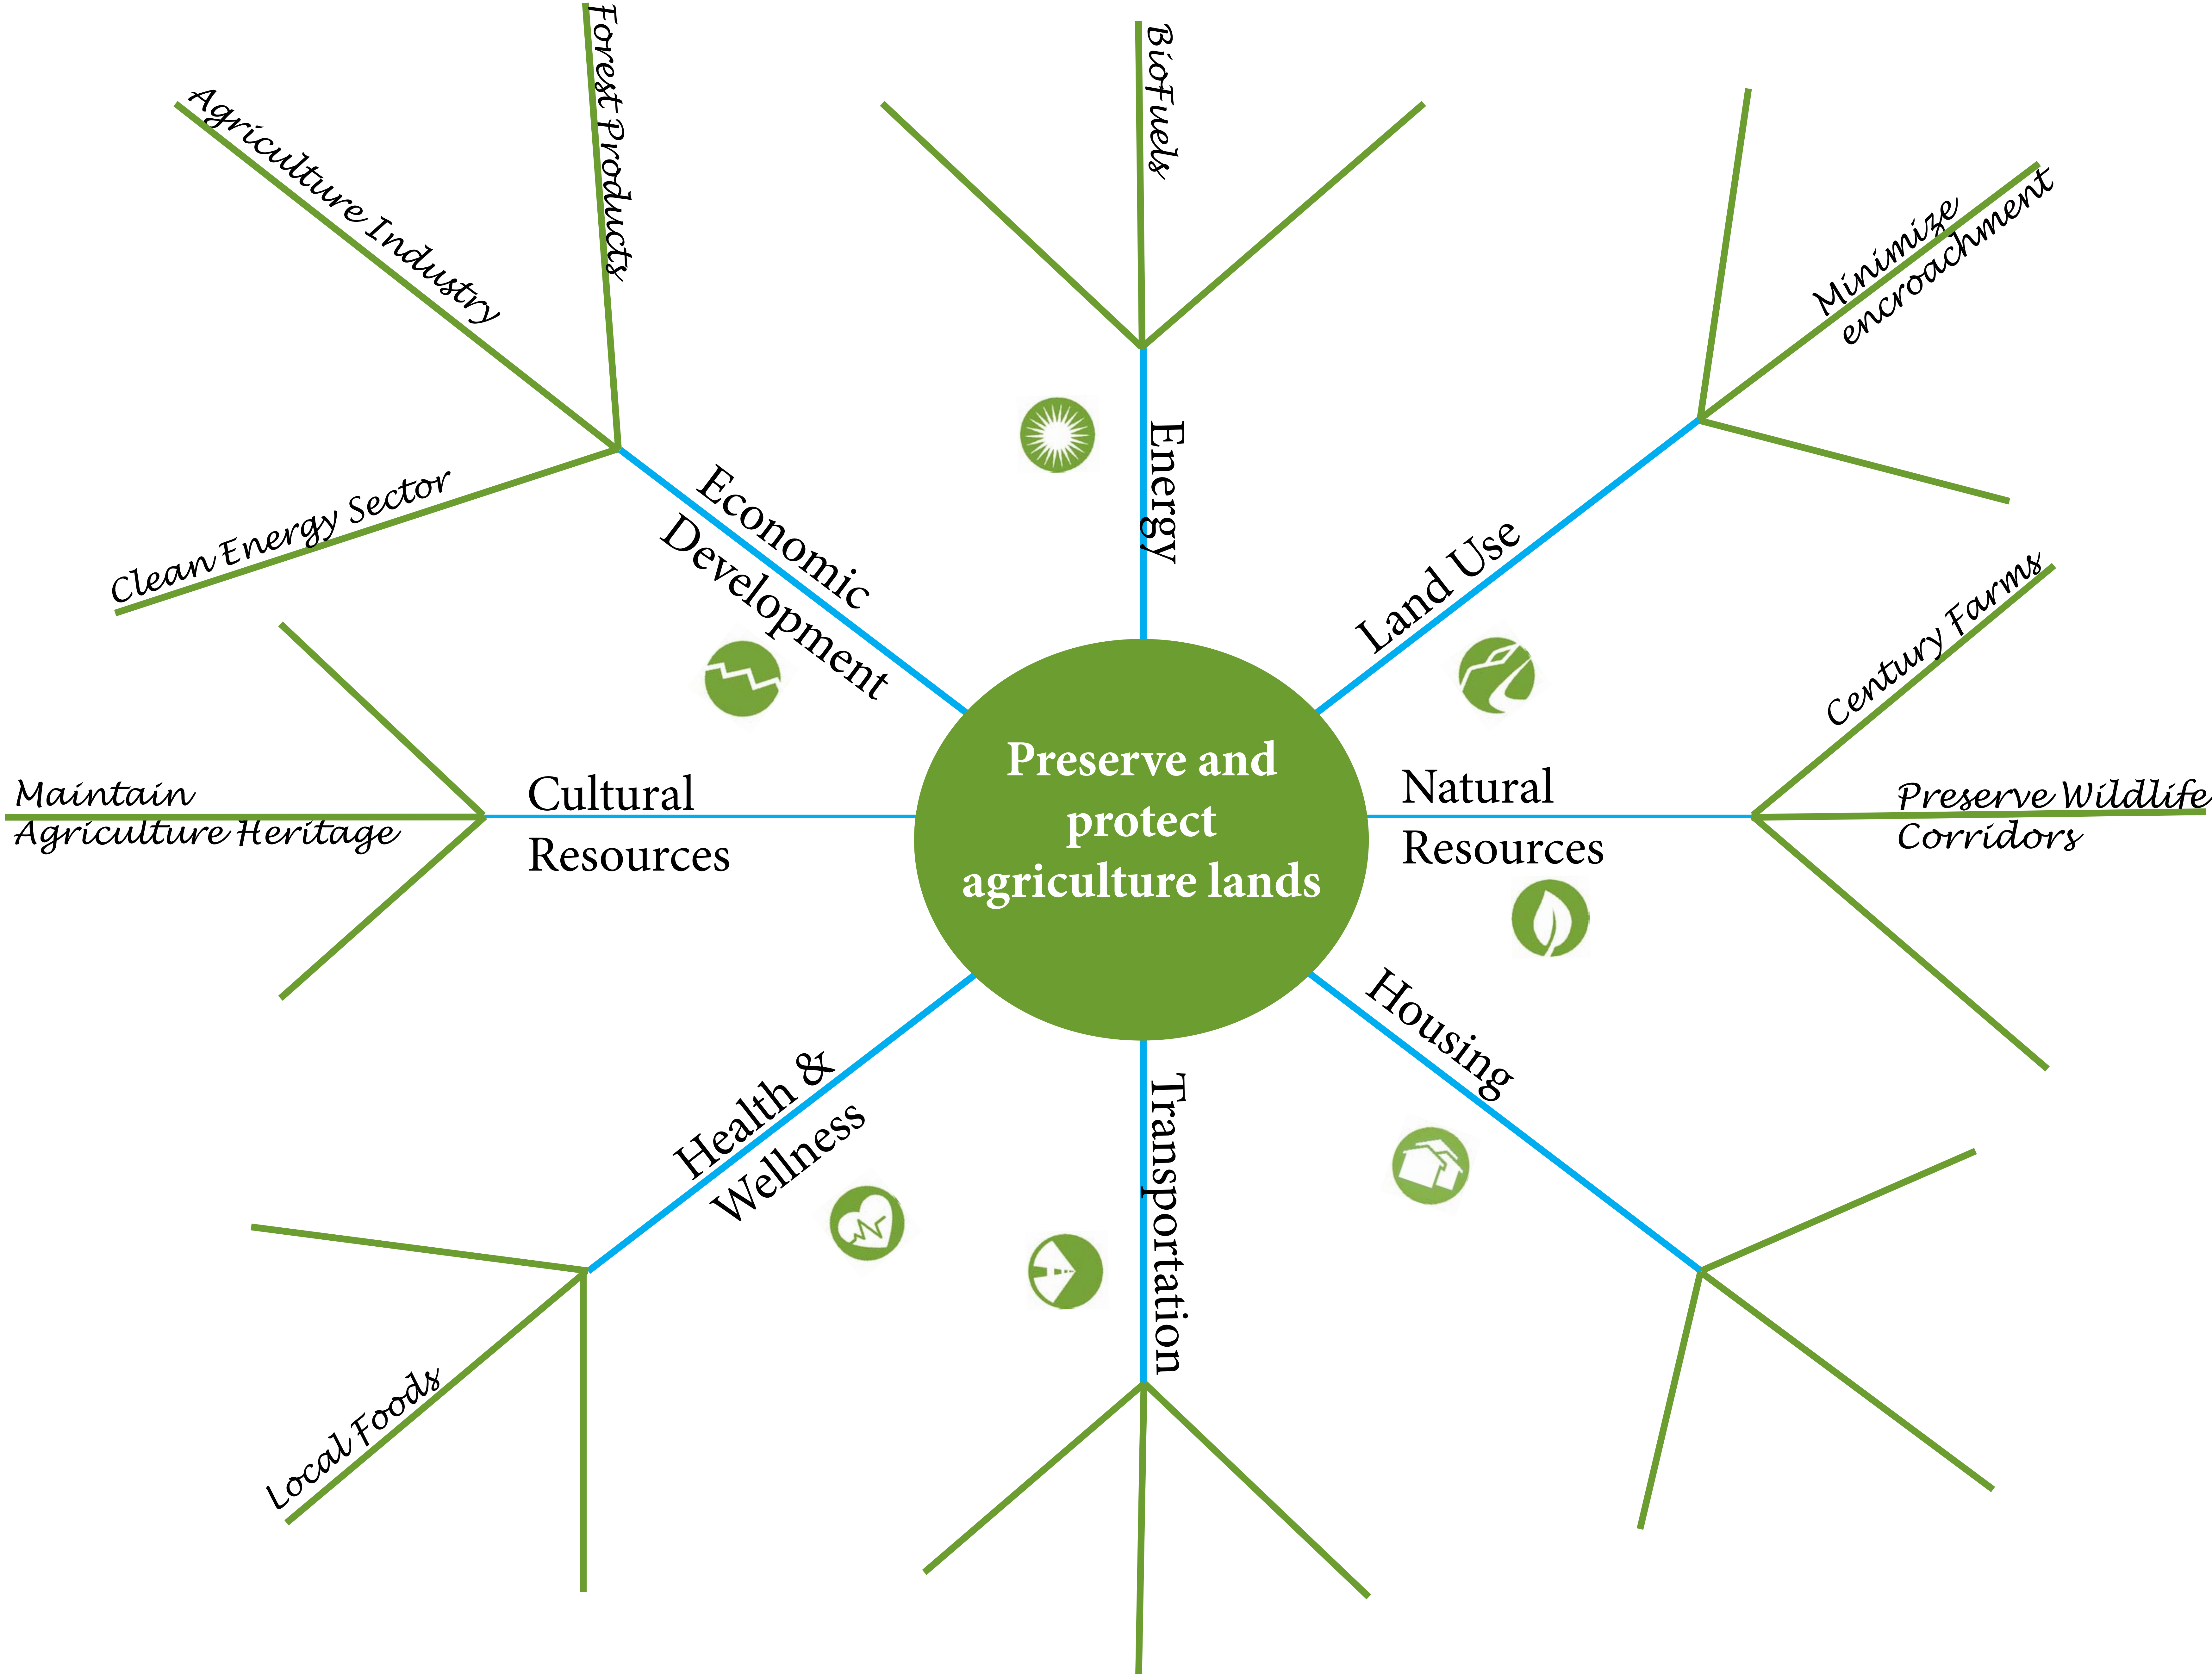 Forest Products
BioFuels
Agriculture Industry
Minimize
encroachment
Clean Energy Sector
Economic
Development
Energy
Land Use
Century Farms
Preserve and
protect
agriculture lands
Maintain
Agriculture Heritage
Cultural
Resources
Natural
Resources
Preserve Wildlife
Corridors
Health &
Wellness
Transportation
Housing
Local Foods